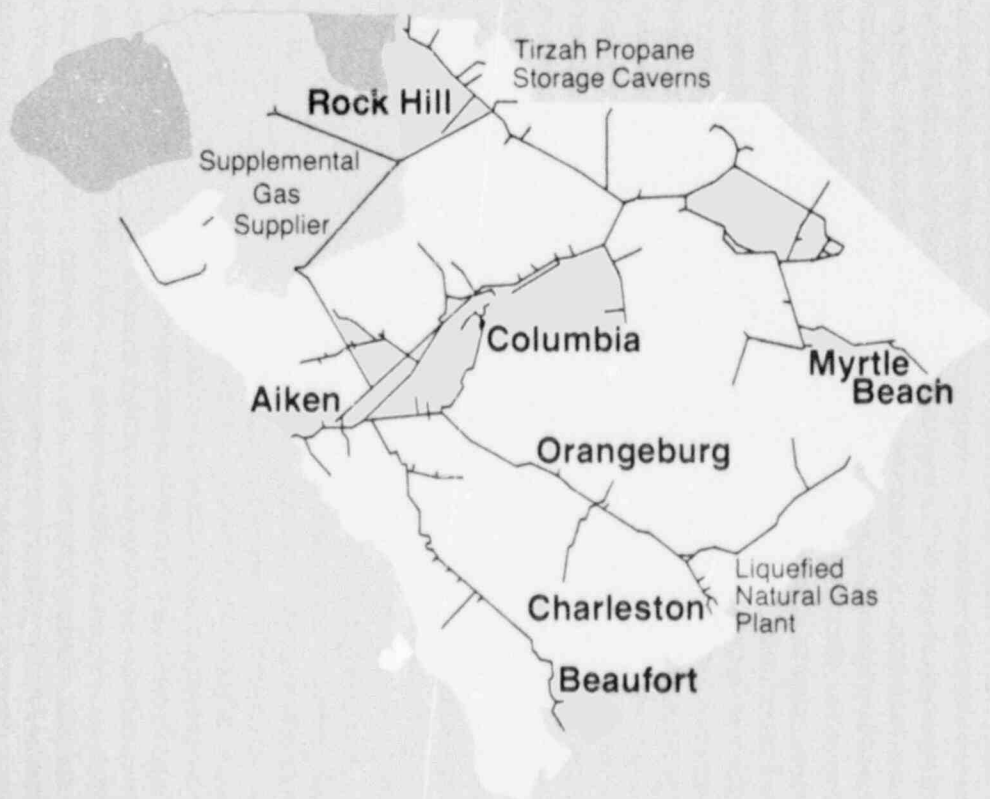 Tirzah Propane
Storage Caverns
Rock Hill
Supplemental
Gas
Supplier
Columbia
Myrtle
Beach
Aiken
Orangeburg
Liquefied
Natural Gas
Plant
Charleston
Beaufort